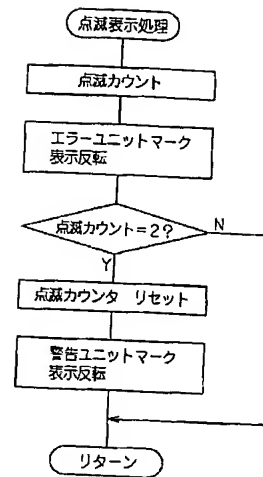 点滅表示処理
点滅カウント
エラーユニットマーク
表示反転
点滅カウント=2?
N
Y
点滅カウンタ リセット
警告ユニットマーク
表示反転
リターン